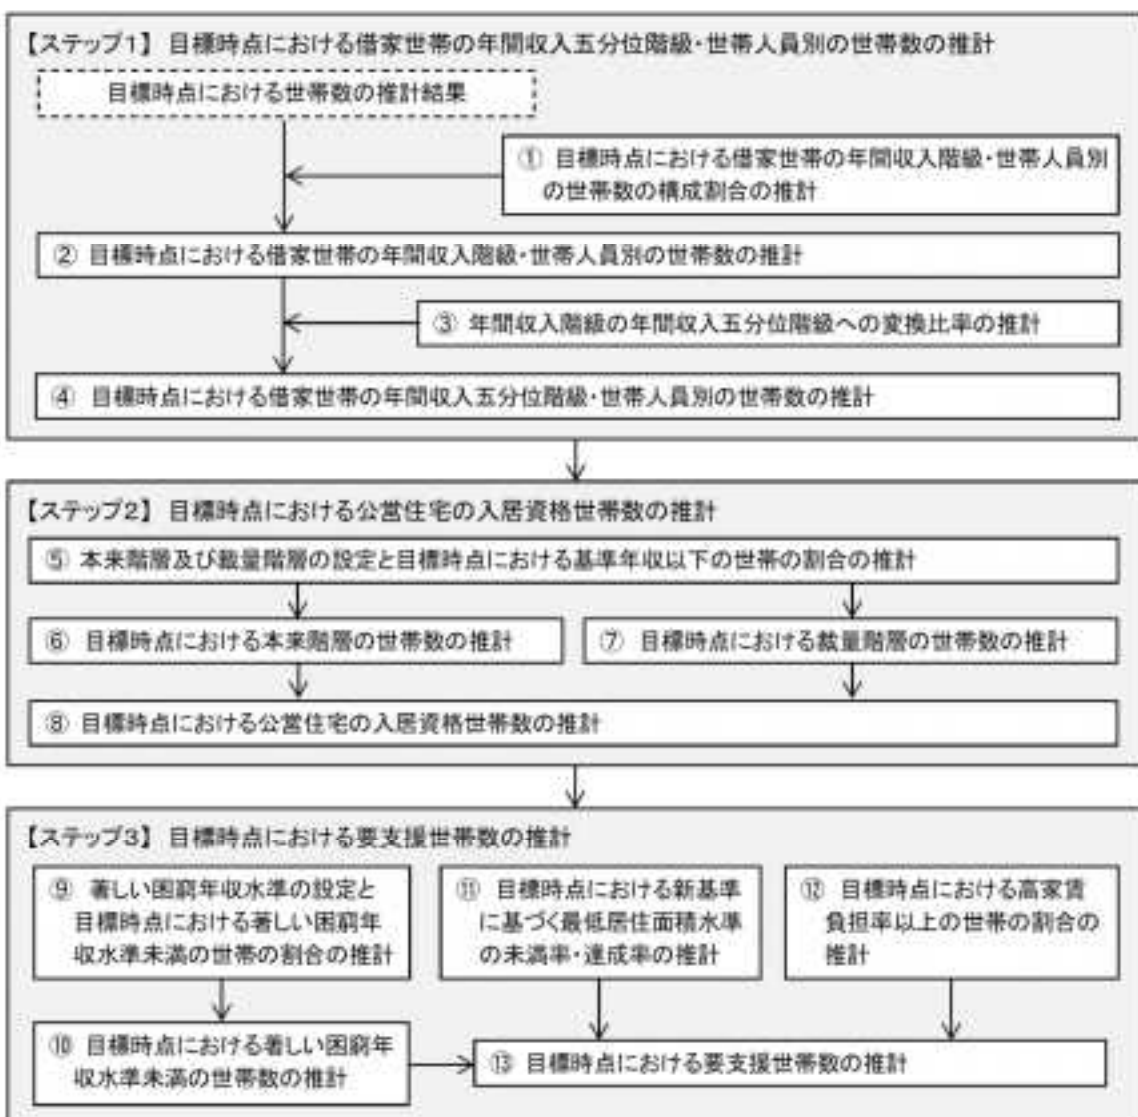 【ステップ1】 目標時点における借家世帯の年間収入五分位階級・世帯人員別の世帯数の推計
目標時点における世帯数の推計結果
① 目標時点における借家世帯の年間収入階級・世帯人員別
の世帯数の構成割合の推計
② 目標時点における借家世帯の年間収入階級・世帯人員別の世帯数の推計
③ 年間収入階級の年間収入五分位階級への変換比率の推計
④ 目標時点における借家世帯の年間収入五分位階級・世帯人員別の世帯数の推計
【ステップ2】 目標時点における公営住宅の入居資格世帯数の推計
⑤ 本来階層及び裁量階層の設定と目標時点における基準年収以下の世帯の割合の推計
⑥ 目標時点における本来階層の世帯数の推計
⑦ 目標時点における裁量階層の世帯数の推計
⑧ 目標時点における公営住宅の入居資格世帯数の推計
【ステップ3】 目標時点における要支援世帯数の推計
⑨ 著しい困窮年収水準の設定と
目標時点における著しい困窮年
収水準未満の世帯の割合の推計
⑪ 目標時点における新基準
に基づく最低居住面積水準
の未満率・達成率の推計
⑫ 目標時点における高家賃
負担率以上の世帯の割合の
推計
⑩ 目標時点における著しい困窮年
収水準未満の世帯数の推計
⑬ 目標時点における要支援世帯数の推計